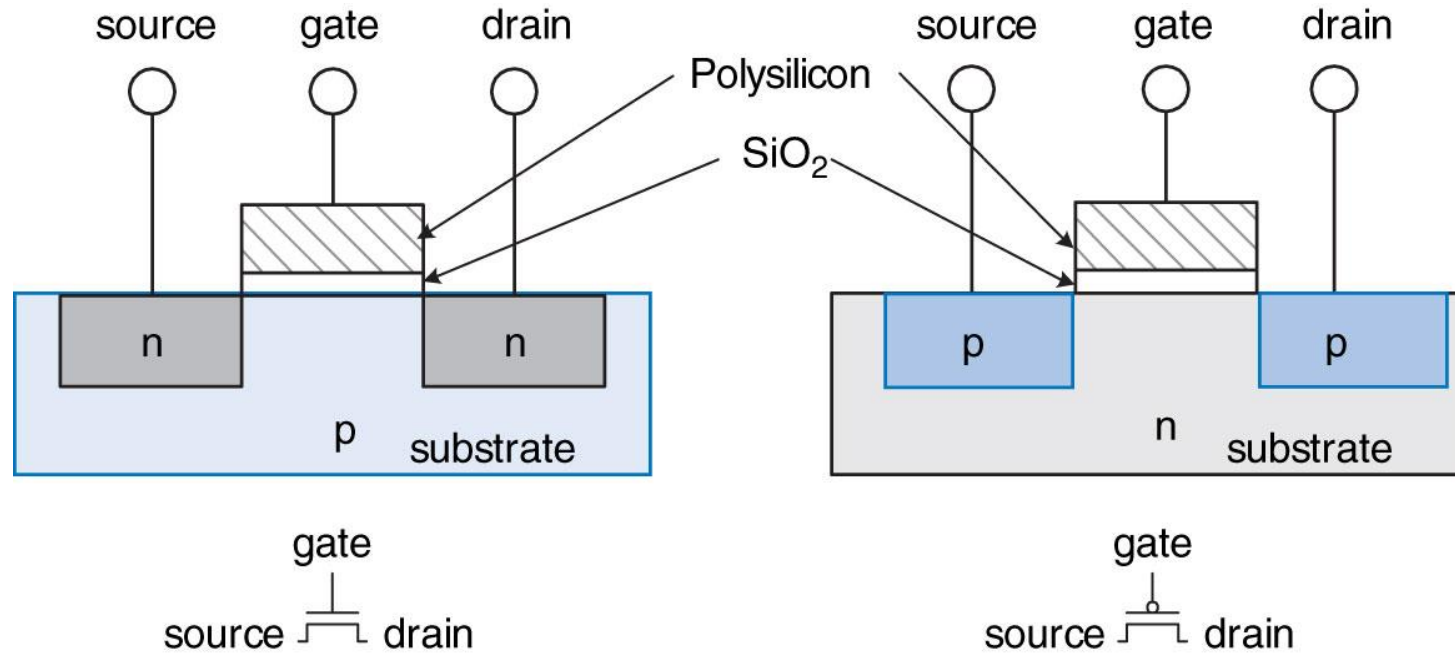 source gate drain
source gate drain
Polysilicon
SiO₂
n
n
p
substrate
p
p
n
substrate
gate
source drain
gate
source drain